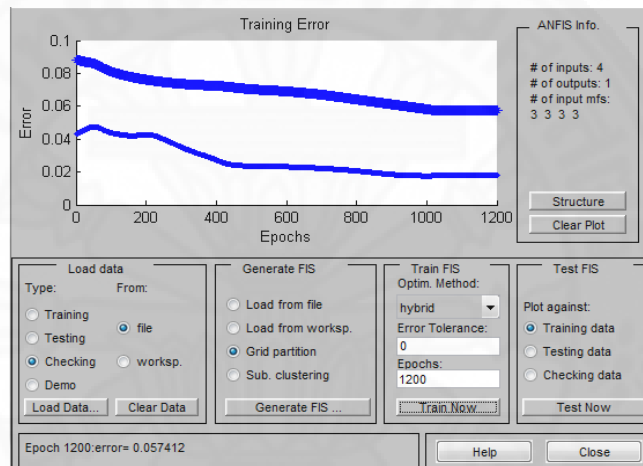 Training Error
0.1
0.08
0.06
0.04
0.02
0
Error
0 200 400 600 800 1000 1200
Epochs
ANFIS Info.
# of inputs: 4
# of outputs: 1
# of input mfs:
3 3 3 3
Structure
Clear Plot
Load data
Type: From:
Training
Testing
Checking
Demo
file
worksp.
Load Data... Clear Data
Generate FIS
Load from file
Load from worksp.
Grid partition
Sub. clustering
Generate FIS ...
Train FIS
Optim. Method:
hybrid
Error Tolerance:
0
Epochs:
1200
Train Now
Test FIS
Plot against:
Training data
Testing data
Checking data
Test Now
Epoch 1200:error= 0.057412
Help Close